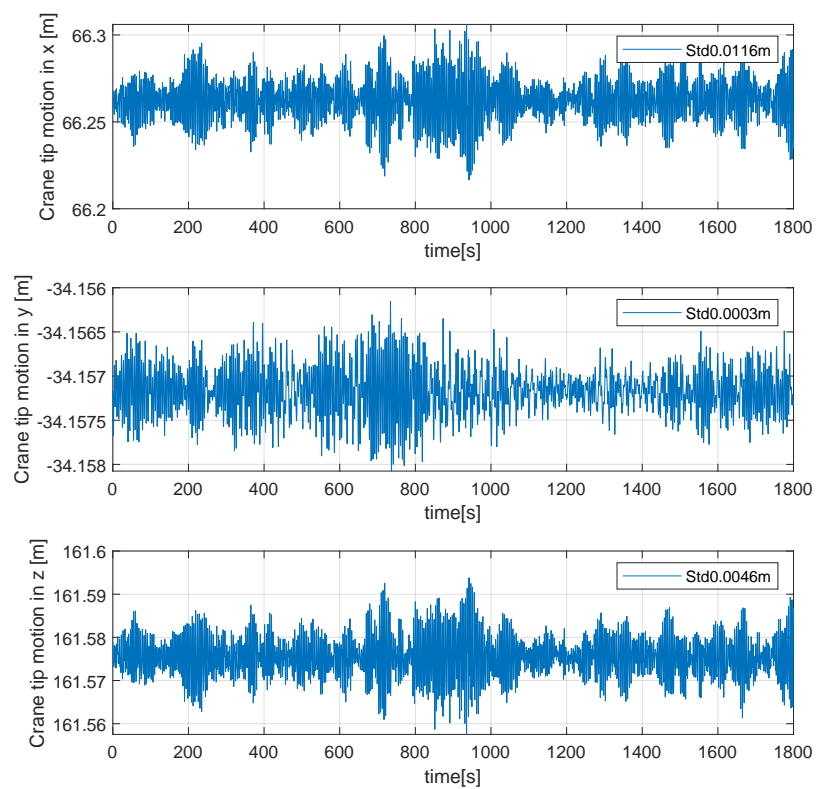 Crane tip motion in x [m]
66.3
66.25
66.2
Std0.0116m
0 200 400 600 800 1000 1200 1400 1600 1800
time[s]
Crane tip motion in y [m]
-34.156
-34.1565
-34.157
-34.1575
-34.158
Std0.0003m
0 200 400 600 800 1000 1200 1400 1600 1800
time[s]
Crane tip motion in z [m]
161.6
161.59
161.58
161.57
161.56
Std0.0046m
0 200 400 600 800 1000 1200 1400 1600 1800
time[s]